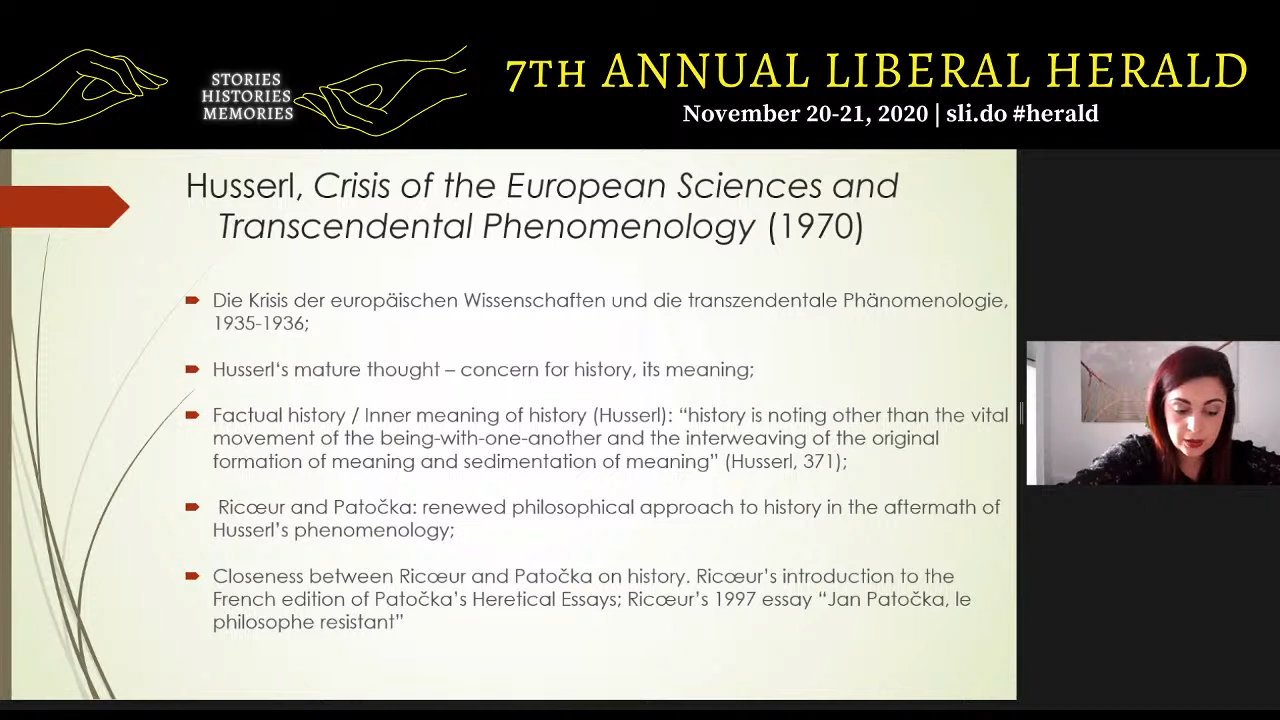 STORIES
HISTORIES
MEMORIES
7TH ANNUAL LIBERAL HERALD
November 20-21, 2020 | sli.do #herald
Husserl, Crisis of the European Sciences and
Transcendental Phenomenology (1970)
Die Krisis der europäischen Wissenschaften und die transzendentale Phänomenologie,
1935-1936;
Husserl's mature thought – concern for history, its meaning;
Factual history / Inner meaning of history (Husserl): “history is noting other than the vital
movement of the being-with-one-another and the interweaving of the original
formation of meaning and sedimentation of meaning” (Husserl, 371);
Ricœur and Patočka: renewed philosophical approach to history in the aftermath of
Husserl’s phenomenology;
Closeness between Ricœur and Patočka on history. Ricœur’s introduction to the
French edition of Patočka’s Heretical Essays; Ricœur’s 1997 essay “Jan Patočka, le
philosophe resistant”